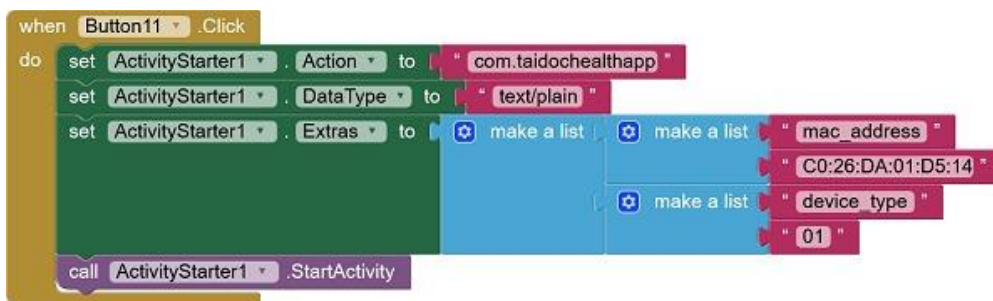 when Button11 .Click
do set ActivityStarter1 . Action to " com.taidochealthapp "
set ActivityStarter1 . DataType to " text/plain "
set ActivityStarter1 . Extras to make a list make a list " mac_address "
" C0:26:DA:01:D5:14 "
make a list " device_type "
" 01 "
call ActivityStarter1 .StartActivity